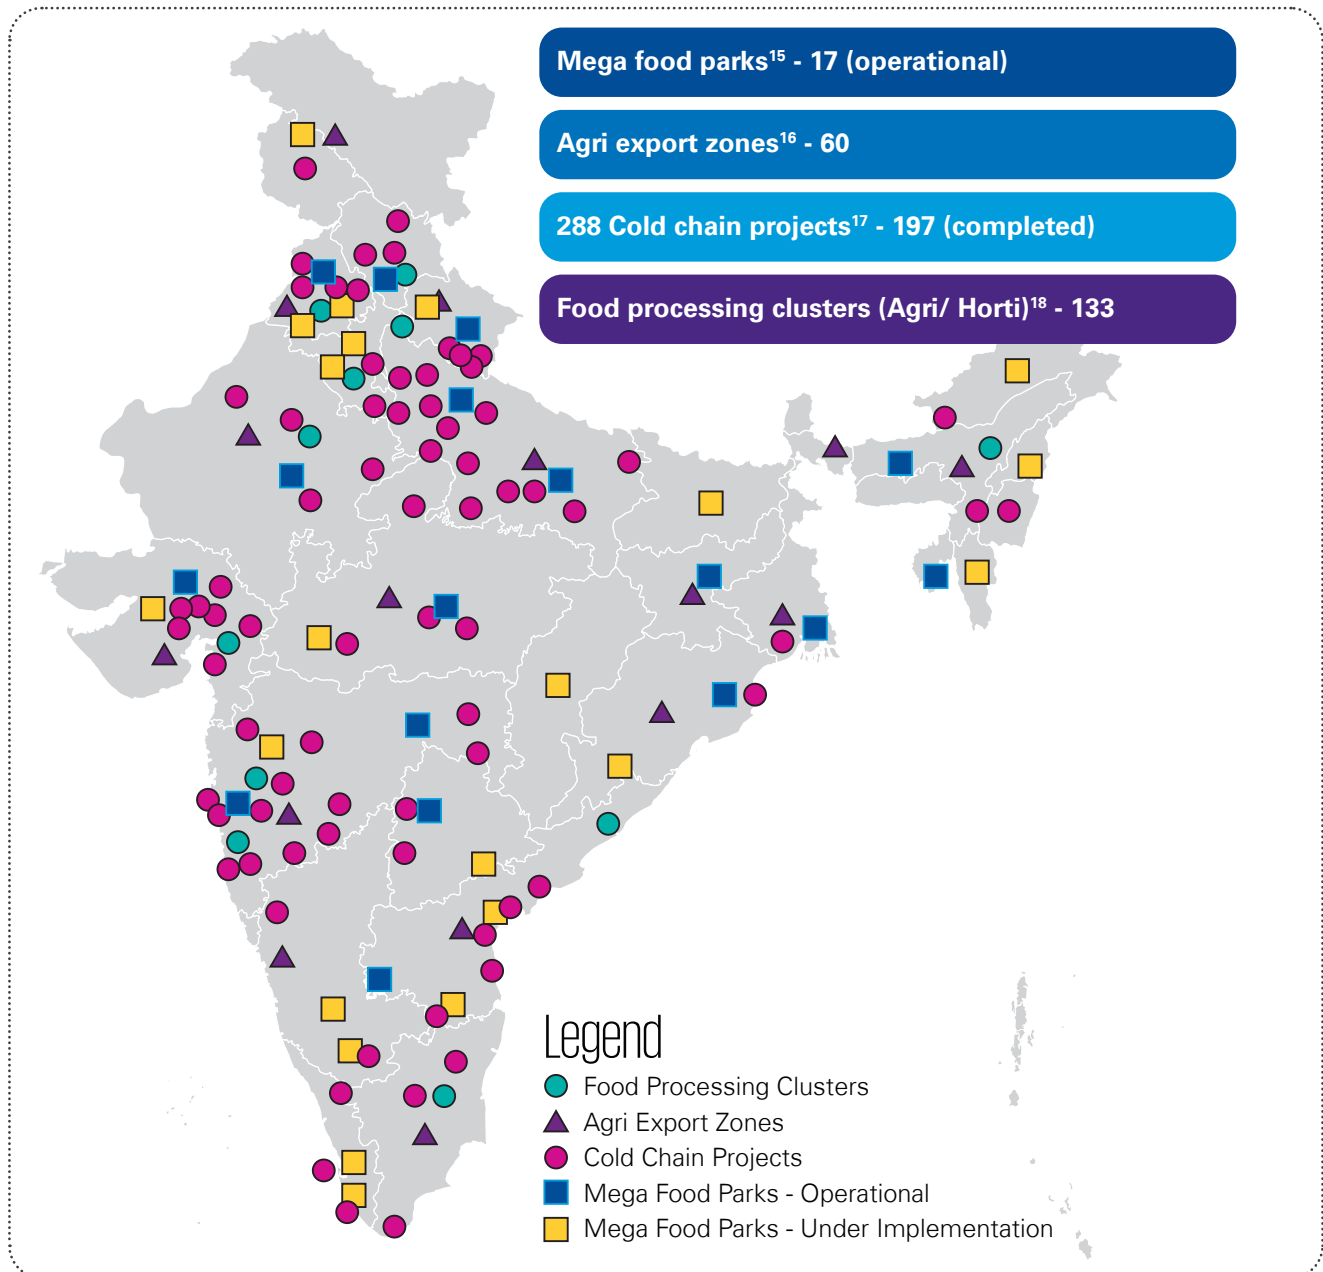 Mega food parks¹⁵ - 17 (operational)
Agri export zones¹⁶ - 60
288 Cold chain projects¹⁷ - 197 (completed)
Food processing clusters (Agri/ Horti)¹⁸ - 133
Legend
Food Processing Clusters
Agri Export Zones
Cold Chain Projects
Mega Food Parks - Operational
Mega Food Parks - Under Implementation